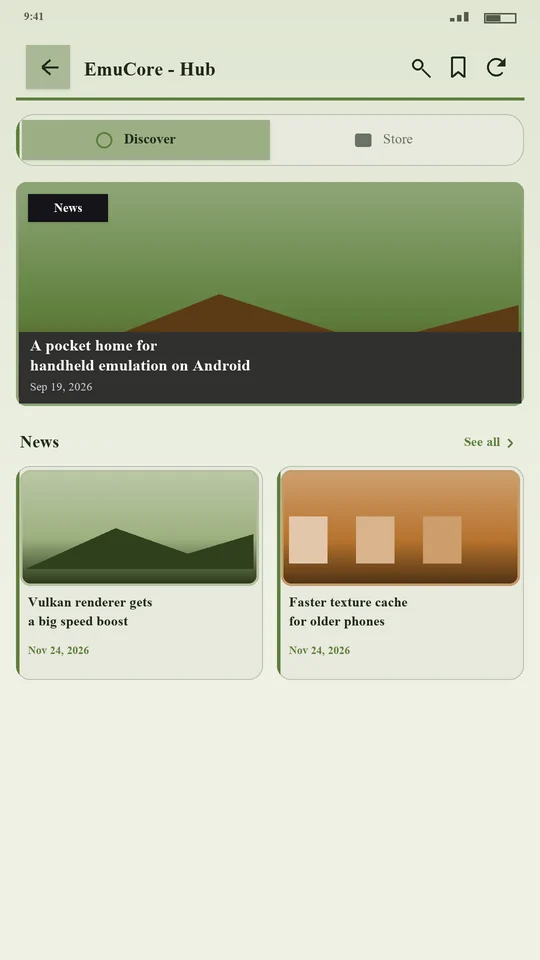 9:41
EmuCore - Hub
Discover
Store
News
A pocket home for
handheld emulation on Android
Sep 19, 2026
News
See all
Vulkan renderer gets
a big speed boost
Nov 24, 2026
Faster texture cache
for older phones
Nov 24, 2026